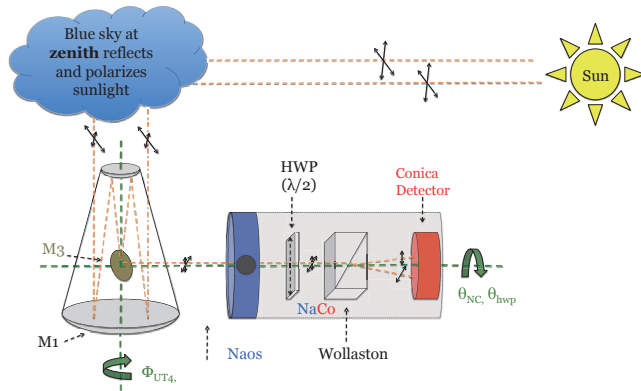 Blue sky at
zenith reflects
and polarizes
sunlight
Sun
HWP
(λ/2)
Conica
Detector
M3
θNC, θhwp
NaCo
M1
Naos
Wollaston
ΦUT4,